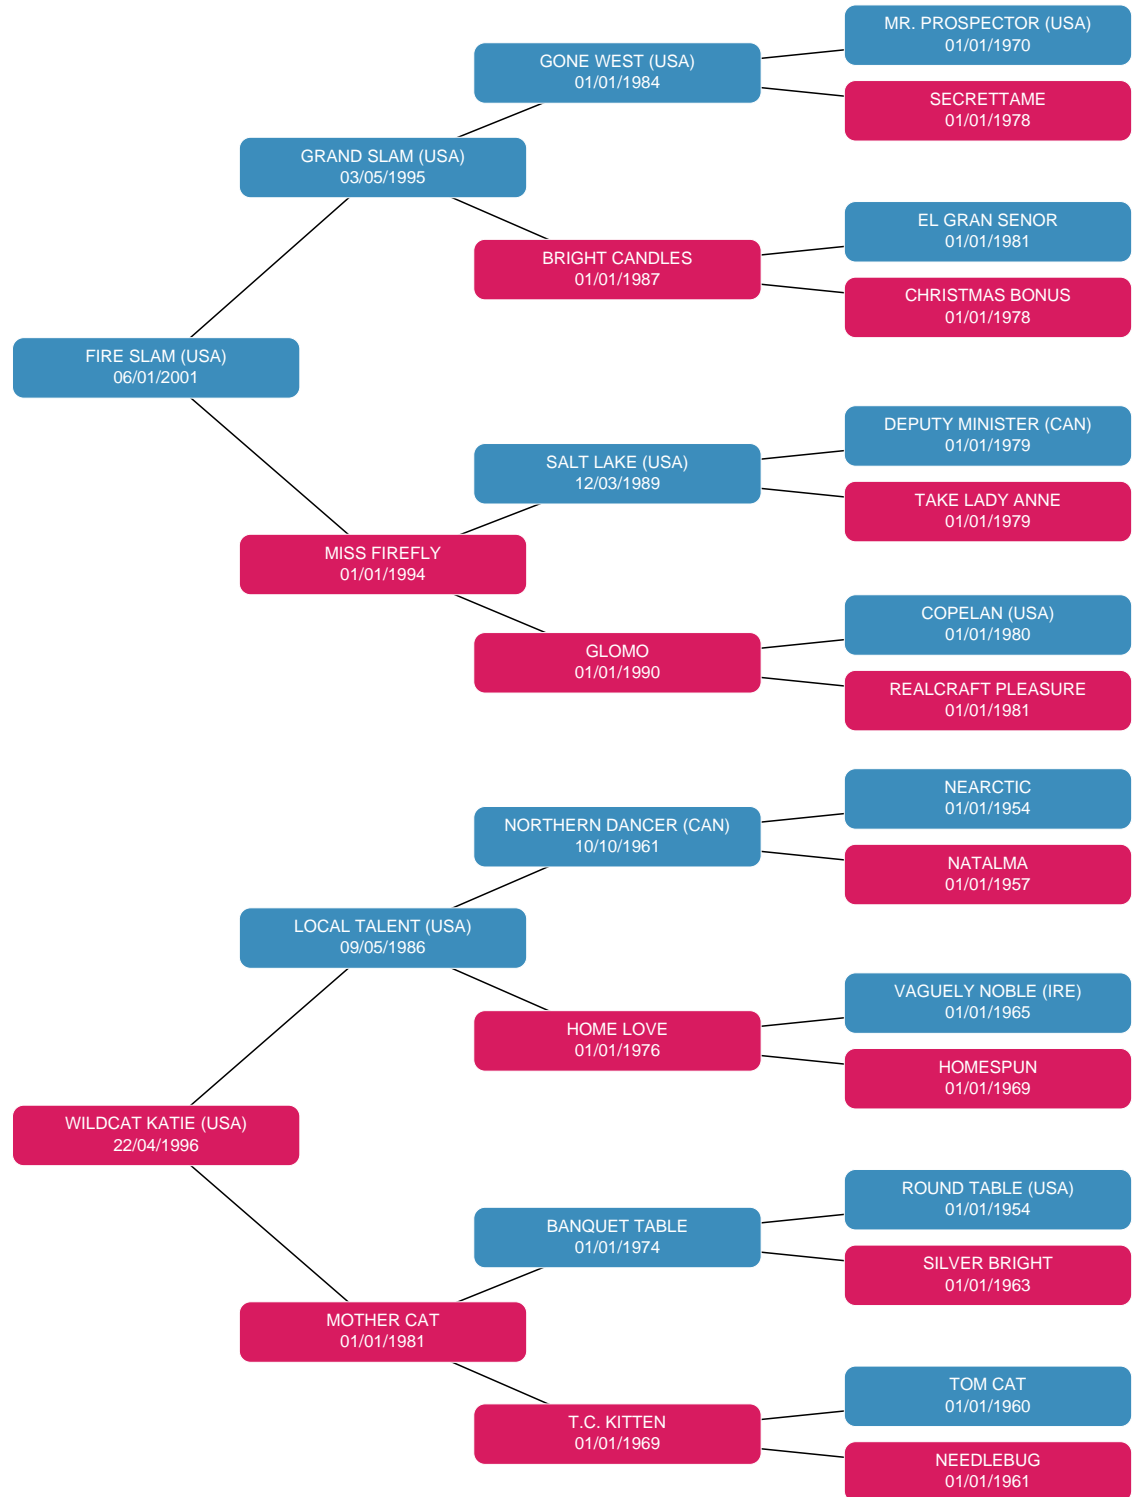 MR. PROSPECTOR (USA)
01/01/1970
GONE WEST (USA)
01/01/1984
SECRETTAME
01/01/1978
GRAND SLAM (USA)
03/05/1995
EL GRAN SENOR
01/01/1981
BRIGHT CANDLES
01/01/1987
CHRISTMAS BONUS
01/01/1978
FIRE SLAM (USA)
06/01/2001
DEPUTY MINISTER (CAN)
01/01/1979
SALT LAKE (USA)
12/03/1989
TAKE LADY ANNE
01/01/1979
MISS FIREFLY
01/01/1994
COPELAN (USA)
01/01/1980
GLOMO
01/01/1990
REALCRAFT PLEASURE
01/01/1981
NEARCTIC
01/01/1954
NORTHERN DANCER (CAN)
10/10/1961
NATALMA
01/01/1957
LOCAL TALENT (USA)
09/05/1986
VAGUELY NOBLE (IRE)
01/01/1965
HOME LOVE
01/01/1976
HOMESPUN
01/01/1969
WILDCAT KATIE (USA)
22/04/1996
ROUND TABLE (USA)
01/01/1954
BANQUET TABLE
01/01/1974
SILVER BRIGHT
01/01/1963
MOTHER CAT
01/01/1981
TOM CAT
01/01/1960
T.C. KITTEN
01/01/1969
NEEDLEBUG
01/01/1961